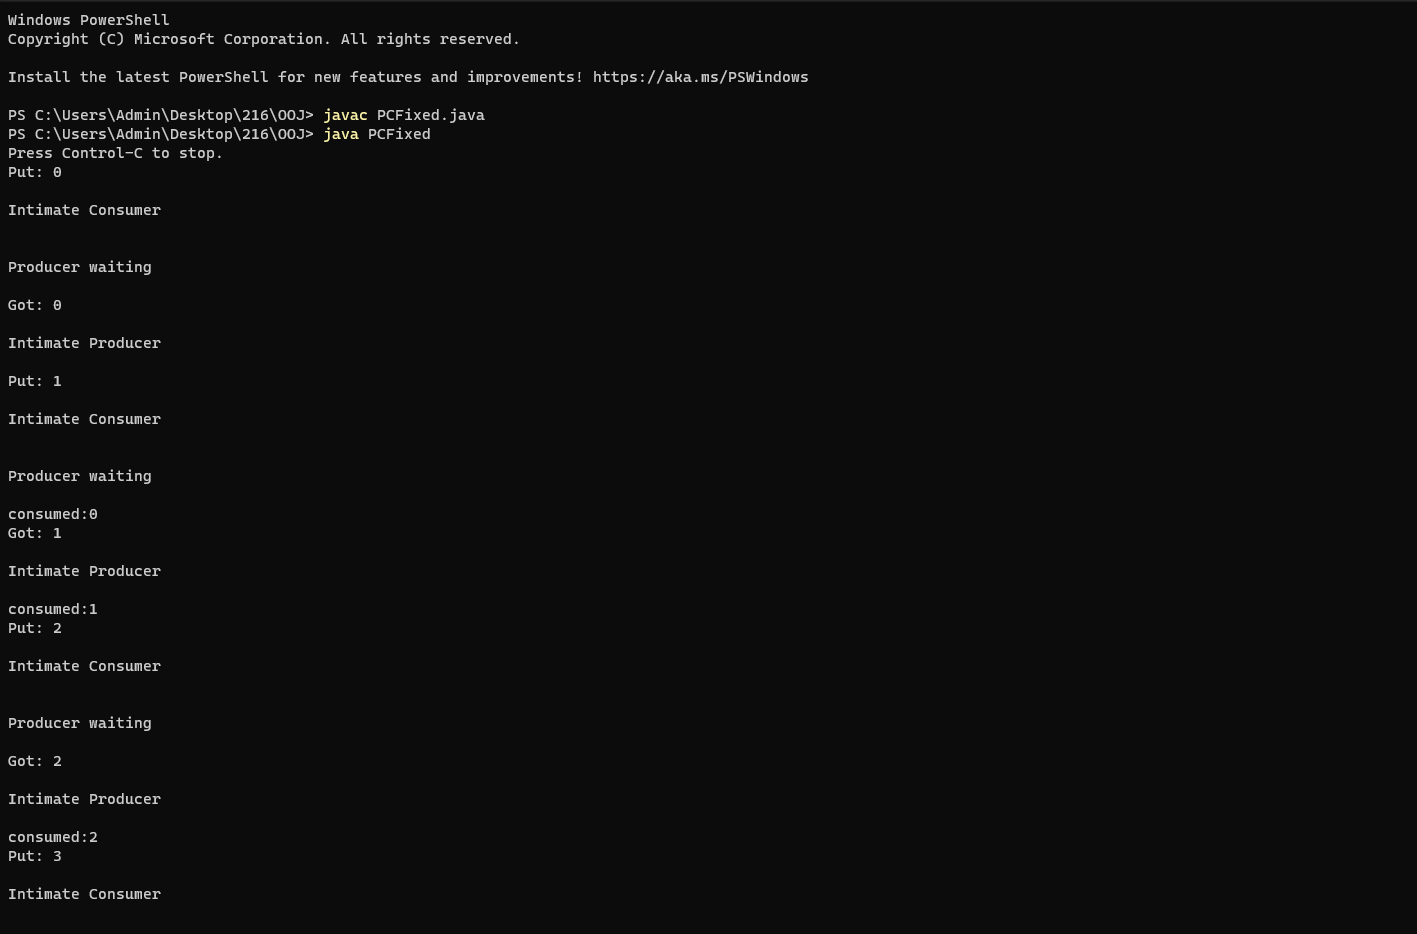 Windows PowerShell
Copyright (C) Microsoft Corporation. All rights reserved.
Install the latest PowerShell for new features and improvements! https://aka.ms/PSWindows
PS C:\Users\Admin\Desktop\216\OOJ> javac PCFixed.java
PS C:\Users\Admin\Desktop\216\OOJ> java PCFixed
Press Control-C to stop.
Put: 0
Intimate Consumer
Producer waiting
Got: 0
Intimate Producer
Put: 1
Intimate Consumer
Producer waiting
consumed:0
Got: 1
Intimate Producer
consumed:1
Put: 2
Intimate Consumer
Producer waiting
Got: 2
Intimate Producer
consumed:2
Put: 3
Intimate Consumer